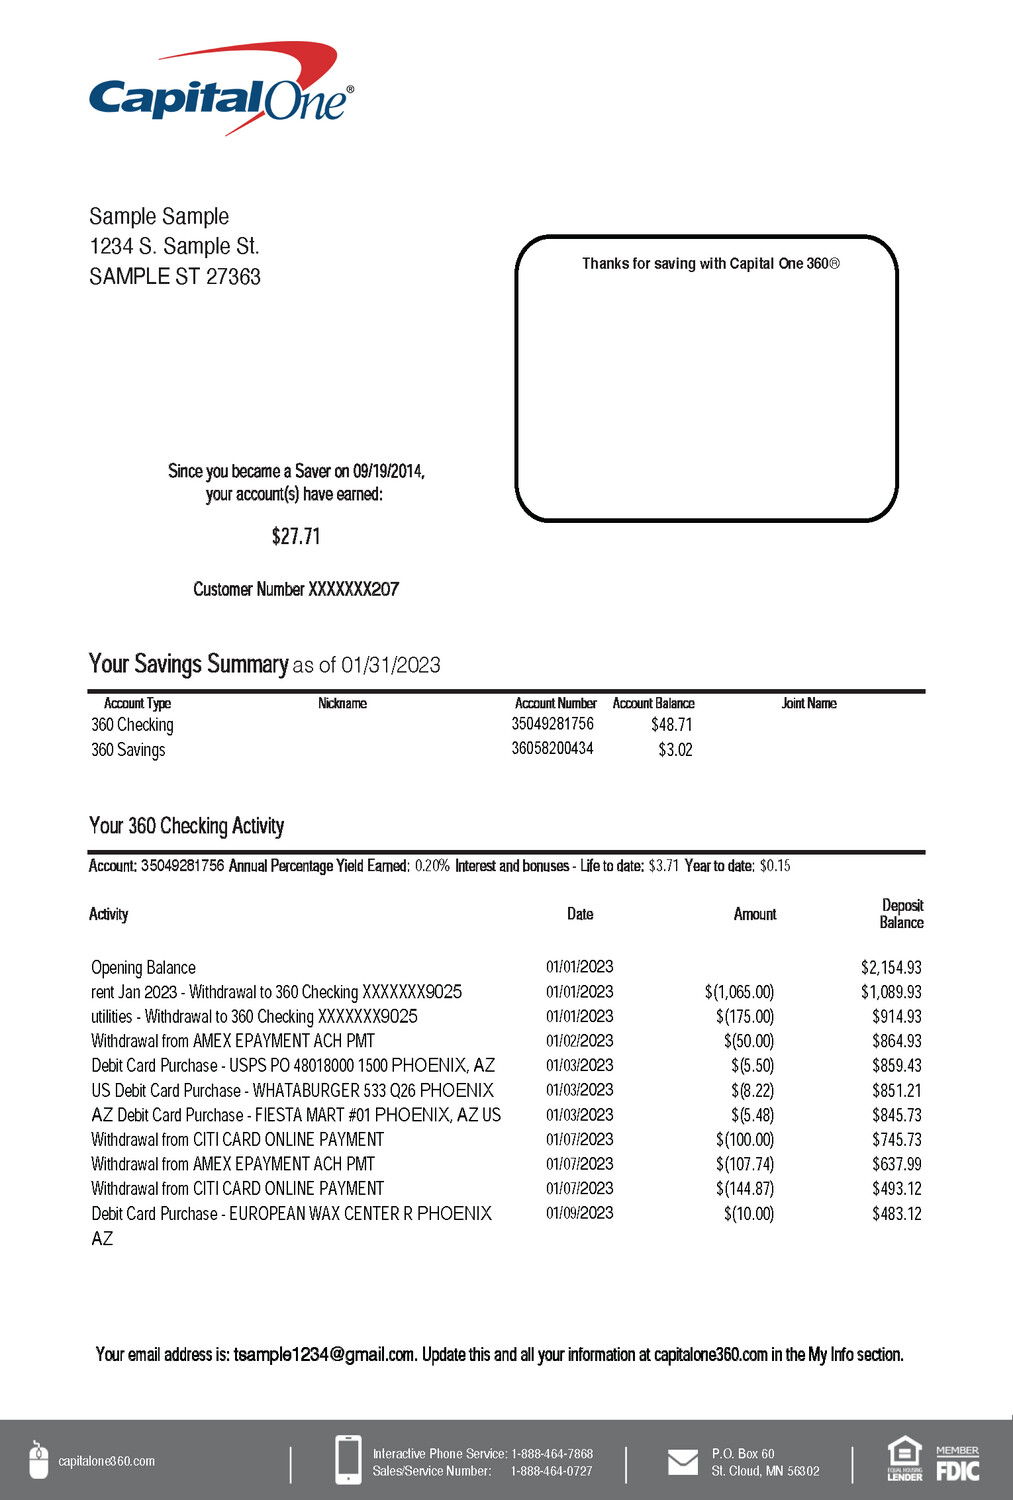 CapitalOne®
Sample Sample
1234 S. Sample St.
SAMPLE ST 27363
Thanks for saving with Capital One 360®
Since you became a Saver on 09/19/2014,
your account(s) have earned:
$27.71
Customer Number XXXXXXX207
Your Savings Summary as of 01/31/2023
Account Type Nickname Account Number Account Balance Joint Name
360 Checking 35049281756 $48.71
360 Savings 36058200434 $3.02
Your 360 Checking Activity
Account: 35049281756 Annual Percentage Yield Earned: 0.20% Interest and bonuses - Life to date: $3.71 Year to date: $0.15
Activity Date Amount Deposit Balance
Opening Balance 01/01/2023 $2,154.93
rent Jan 2023 - Withdrawal to 360 Checking XXXXXXX9025 01/01/2023 $(1,065.00) $1,089.93
utilities - Withdrawal to 360 Checking XXXXXXX9025 01/01/2023 $(175.00) $914.93
Withdrawal from AMEX EPAYMENT ACH PMT 01/02/2023 $(50.00) $864.93
Debit Card Purchase - USPS PO 48018000 1500 PHOENIX, AZ 01/03/2023 $(5.50) $859.43
US Debit Card Purchase - WHATABURGER 533 Q26 PHOENIX 01/03/2023 $(8.22) $851.21
AZ Debit Card Purchase - FIESTA MART #01 PHOENIX, AZ US 01/03/2023 $(5.48) $845.73
Withdrawal from CITI CARD ONLINE PAYMENT 01/07/2023 $(100.00) $745.73
Withdrawal from AMEX EPAYMENT ACH PMT 01/07/2023 $(107.74) $637.99
Withdrawal from CITI CARD ONLINE PAYMENT 01/07/2023 $(144.87) $493.12
Debit Card Purchase - EUROPEAN WAX CENTER R PHOENIX 01/09/2023 $(10.00) $483.12
AZ
Your email address is: tsample1234@gmail.com. Update this and all your information at capitalone360.com in the My Info section.
capitalone360.com
Interactive Phone Service: 1-888-464-7868
Sales/Service Number: 1-888-464-0727
P.O. Box 60
St. Cloud, MN 56302
EQUAL HOUSING
LENDER
MEMBER
FDIC